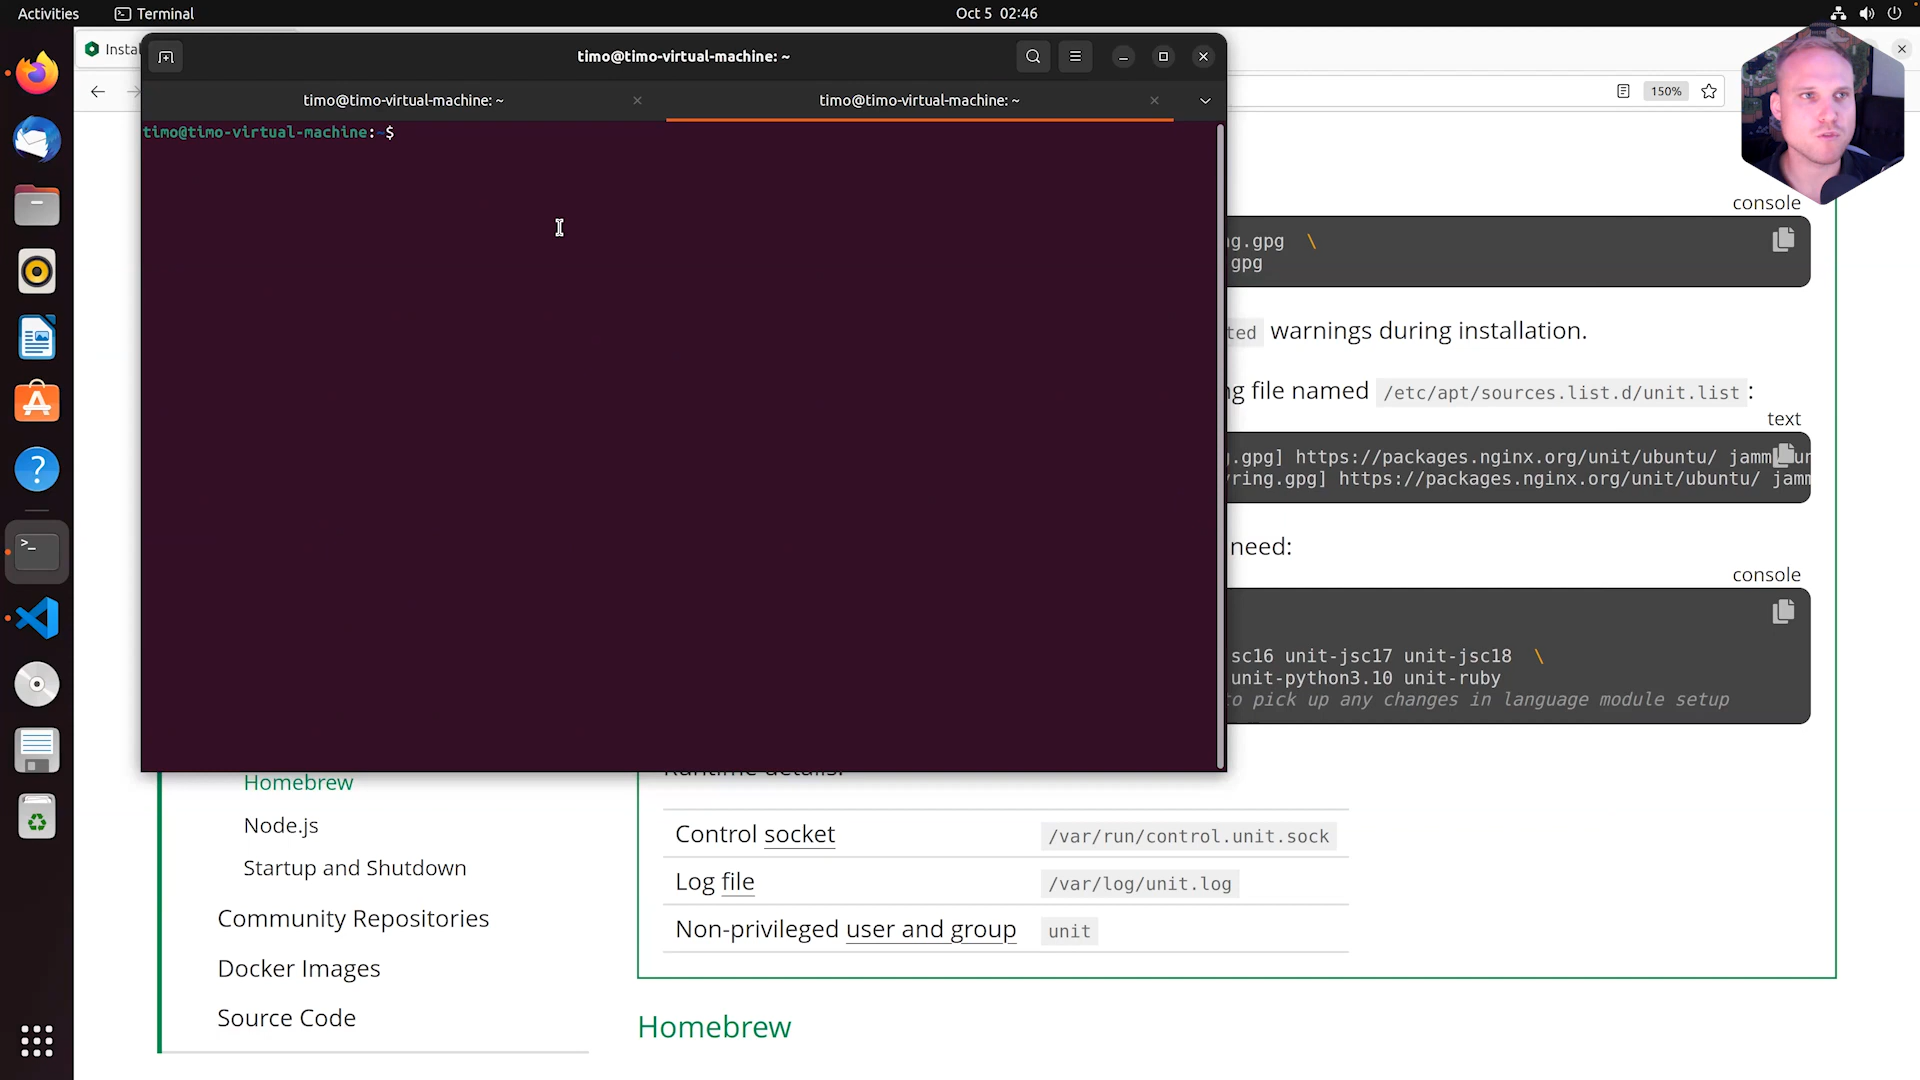 Activities
Terminal
Oct 5 02:46
Insta
timo@timo-virtual-machine: ~
150%
timo@timo-virtual-machine: ~
timo@timo-virtual-machine: ~
timo@timo-virtual-machine:~$
console
g.gpg \
gpg
ted warnings during installation.
g file named /etc/apt/sources.list.d/unit.list:
text
.gpg] https://packages.nginx.org/unit/ubuntu/ jamm
ring.gpg] https://packages.nginx.org/unit/ubuntu/ jamm
need:
console
sc16 unit-jsc17 unit-jsc18 \
unit-python3.10 unit-ruby
to pick up any changes in language module setup
Runtime details:
Control socket /var/run/control.unit.sock
Log file /var/log/unit.log
Non-privileged user and group unit
Homebrew
Homebrew
Node.js
Startup and Shutdown
Community Repositories
Docker Images
Source Code